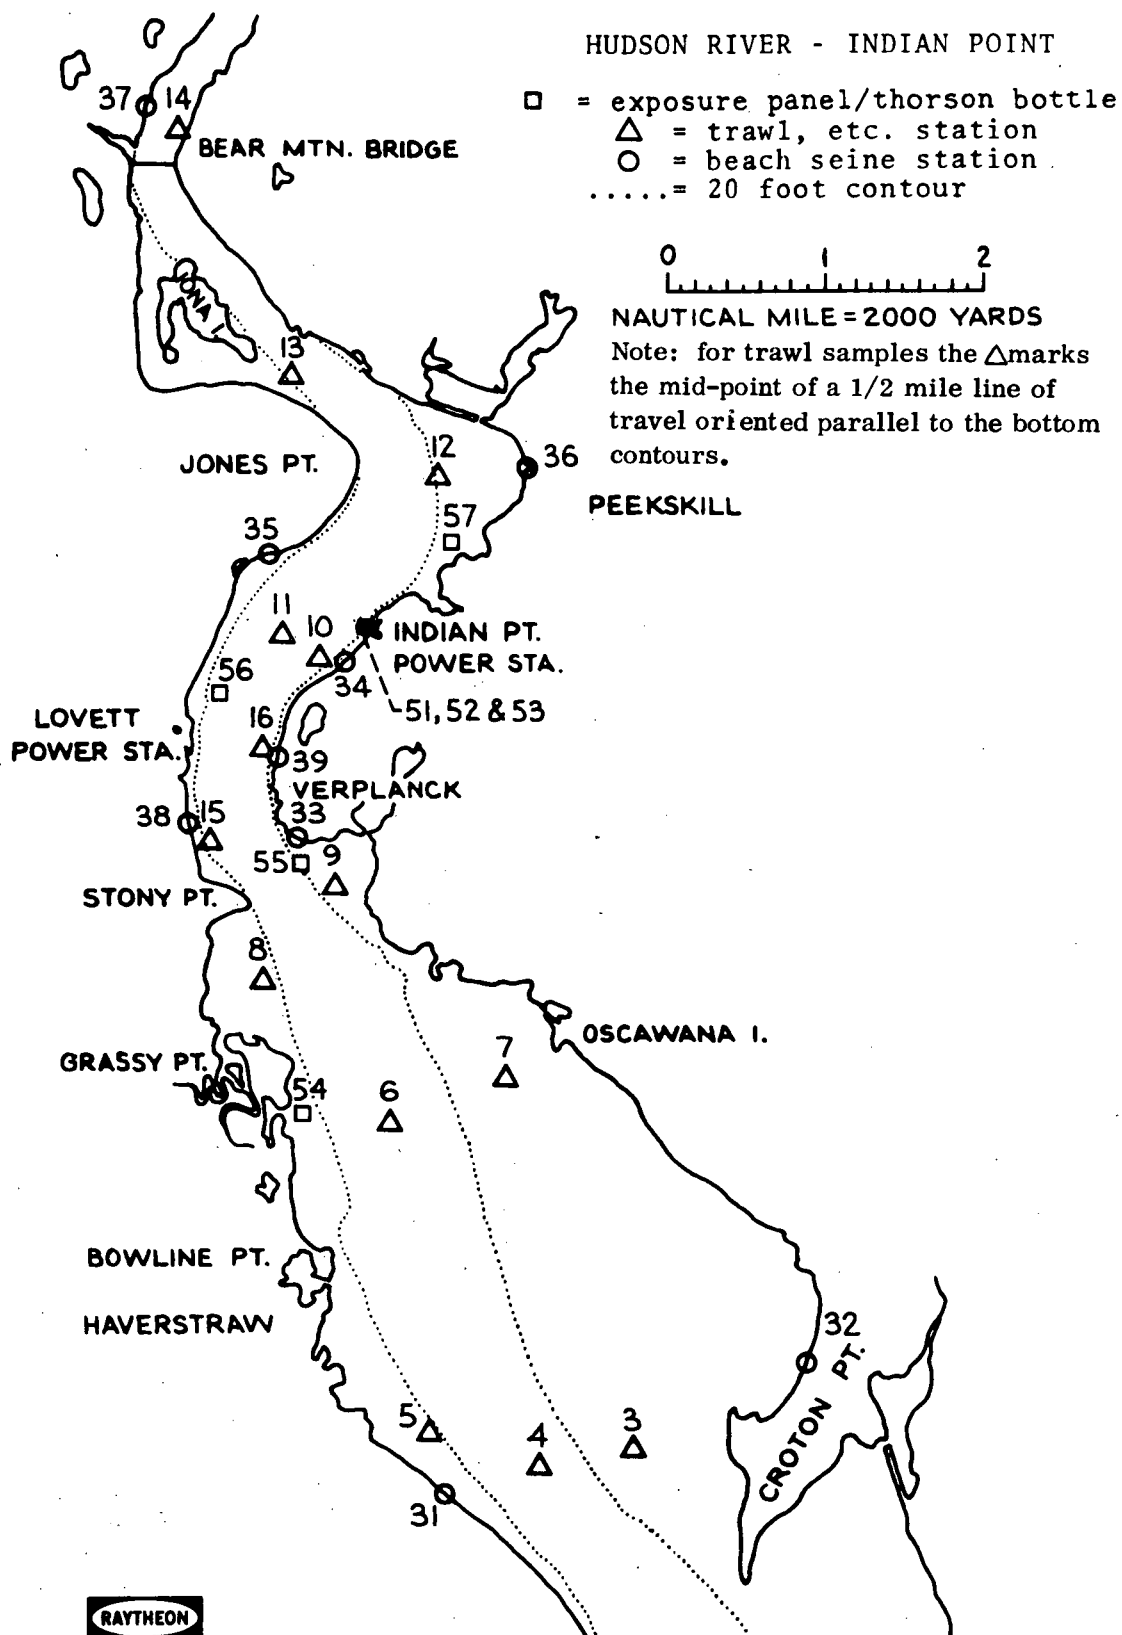 HUDSON RIVER - INDIAN POINT
□ = exposure panel/thorson bottle
△ = trawl, etc. station
○ = beach seine station
.....= 20 foot contour
0 1 2
NAUTICAL MILE = 2000 YARDS
Note: for trawl samples the △ marks
the mid-point of a 1/2 mile line of
travel oriented parallel to the bottom
contours.
37 14
BEAR MTN. BRIDGE
IONA I.
13
12
36
JONES PT.
PEEKSKILL
57
35
11
10
INDIAN PT.
POWER STA.
34
56
51, 52 & 53
LOVETT
POWER STA.
16
39
VERPLANCK
38 15
33
55
9
STONY PT.
8
OSCAWANA I.
7
GRASSY PT.
54
6
BOWLINE PT.
HAVERSTRAW
32
CROTON PT.
5
4
3
31
RAYTHEON